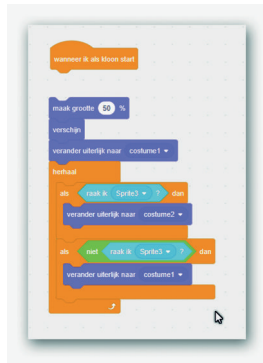 wanneer ik als kloon start
maak grootte 50 %
verschijn
verander uiterlijk naar costume1
herhaal
als raak ik Sprite3 ? dan
verander uiterlijk naar costume2
als niet raak ik Sprite3 ? dan
verander uiterlijk naar costume1